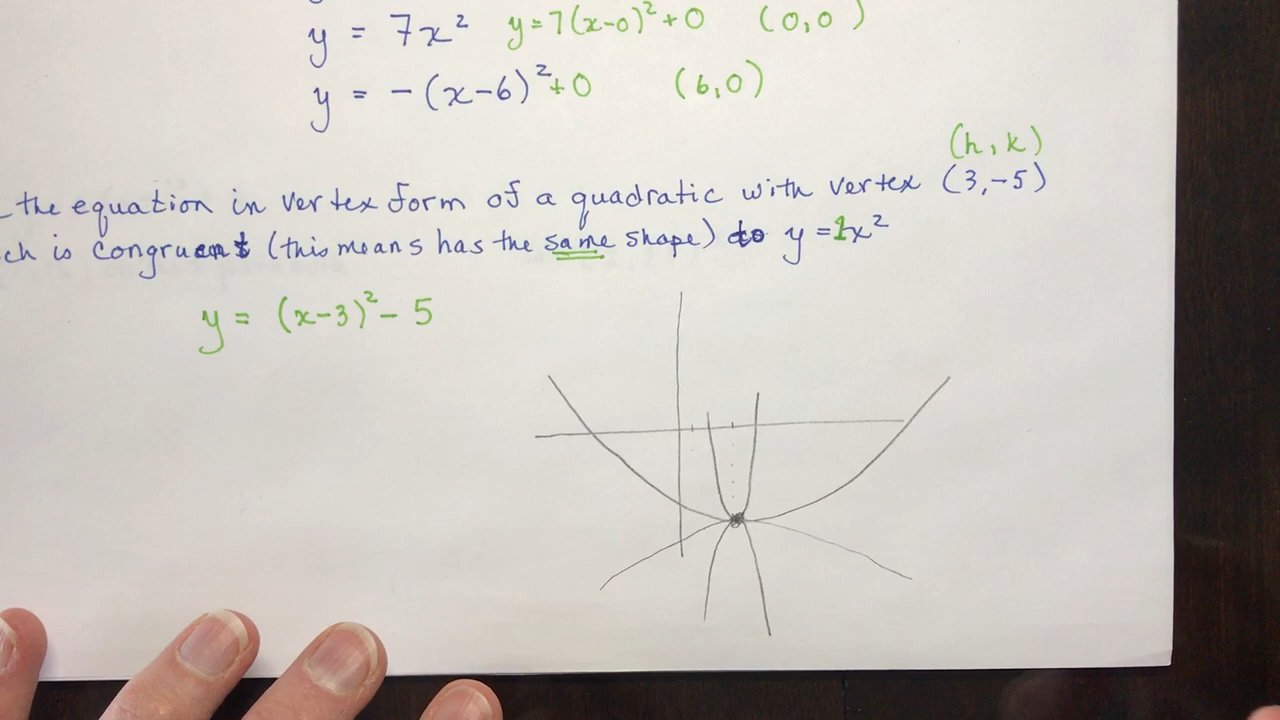 y = 7x² y=7(x-0)²+0 (0,0)
y = -(x-6)²+0 (6,0)
(h,k)
the equation in vertex form of a quadratic with vertex (3,-5)
ch is congruent (this means has the same shape) to y =1x²
y = (x-3)²- 5